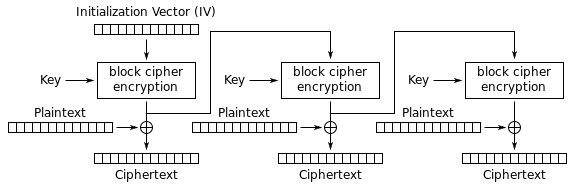 Initialization Vector (IV)
Key
block cipher
encryption
Key
block cipher
encryption
Key
block cipher
encryption
Plaintext
Plaintext
Plaintext
Ciphertext
Ciphertext
Ciphertext